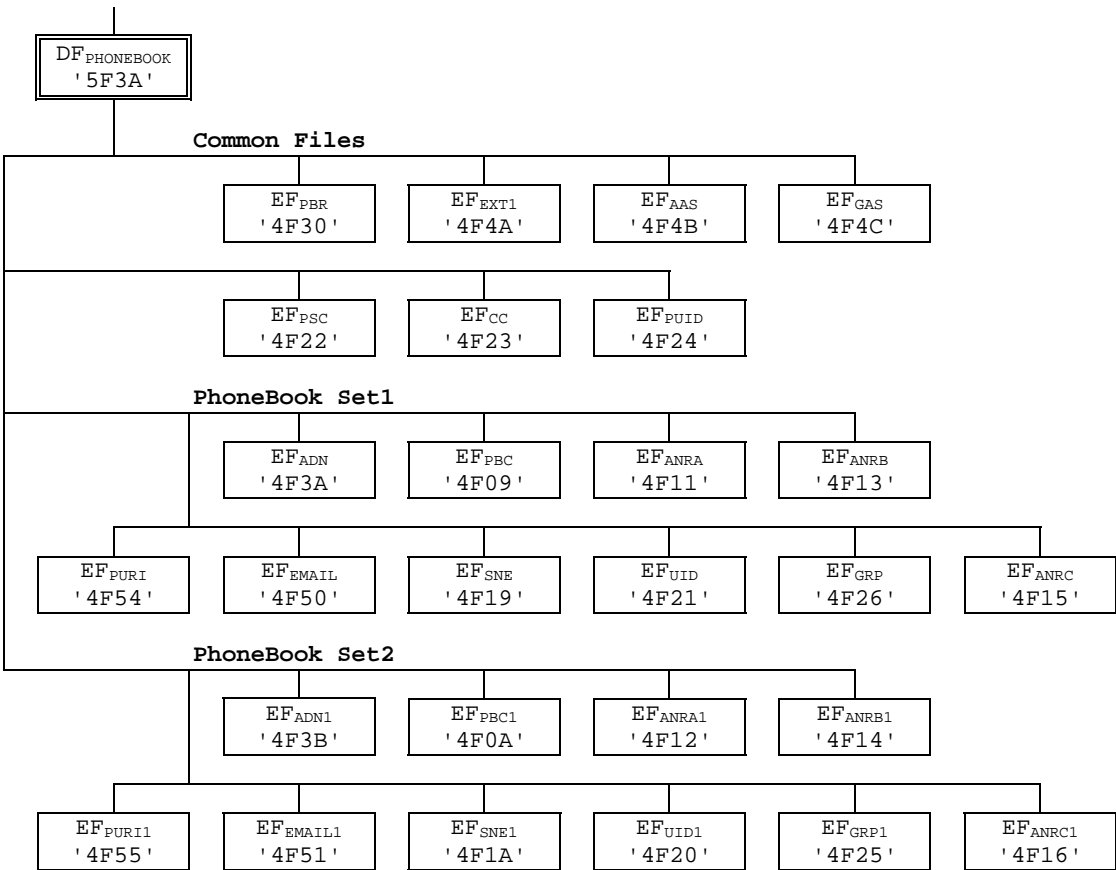 DFPHONEBOOK
'5F3A'
Common Files
EFPBR EFEXT1 EFAAS EFGAS
'4F30' '4F4A' '4F4B' '4F4C'
EFPSC EFCC EFPUID
'4F22' '4F23' '4F24'
PhoneBook Set1
EFADN EFPBC EFANRA EFANRB
'4F3A' '4F09' '4F11' '4F13'
EFPURI EFEMAIL EFSNE EFUID EFGRP EFANRC
'4F54' '4F50' '4F19' '4F21' '4F26' '4F15'
PhoneBook Set2
EFADN1 EFPBC1 EFANRA1 EFANRB1
'4F3B' '4F0A' '4F12' '4F14'
EFPURI1 EFEMAIL1 EFSNE1 EFUID1 EFGRP1 EFANRC1
'4F55' '4F51' '4F1A' '4F20' '4F25' '4F16'